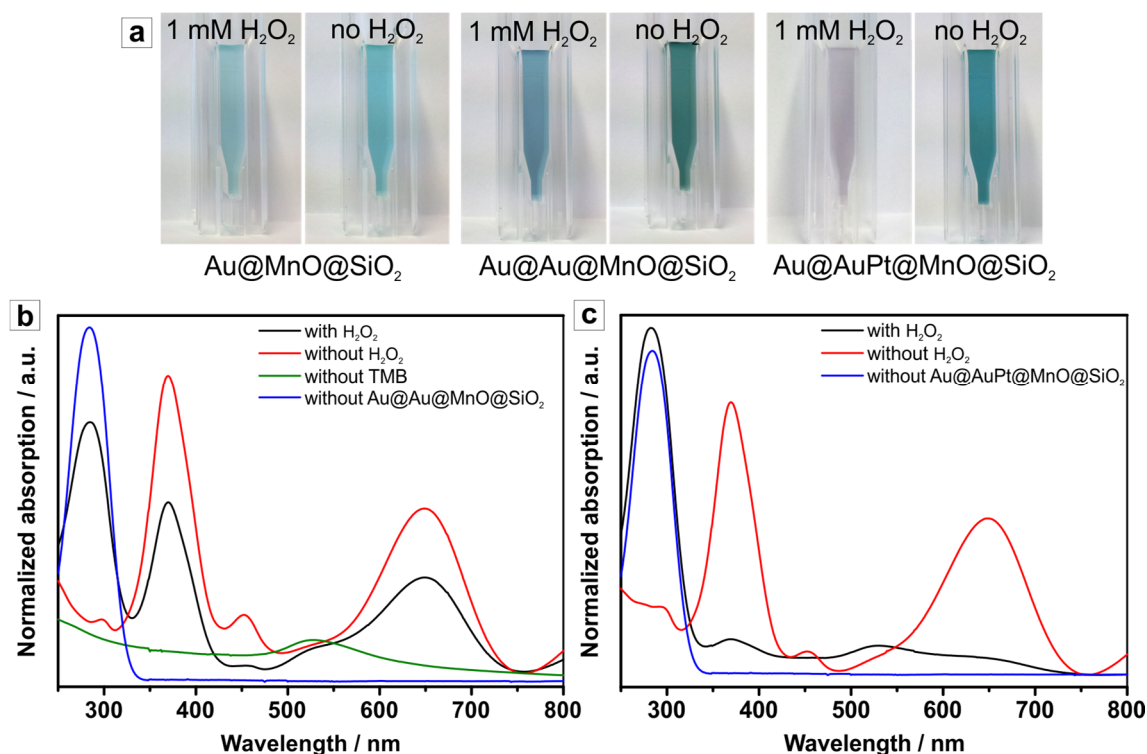 a
1 mM H₂O₂ no H₂O₂ 1 mM H₂O₂ no H₂O₂ 1 mM H₂O₂ no H₂O₂
Au@MnO@SiO₂ Au@Au@MnO@SiO₂ Au@AuPt@MnO@SiO₂
b
with H₂O₂
without H₂O₂
without TMB
without Au@Au@MnO@SiO₂
Normalized absorption / a.u.
300 400 500 600 700 800
Wavelength / nm
c
with H₂O₂
without H₂O₂
without Au@AuPt@MnO@SiO₂
Normalized absorption / a.u.
300 400 500 600 700 800
Wavelength / nm